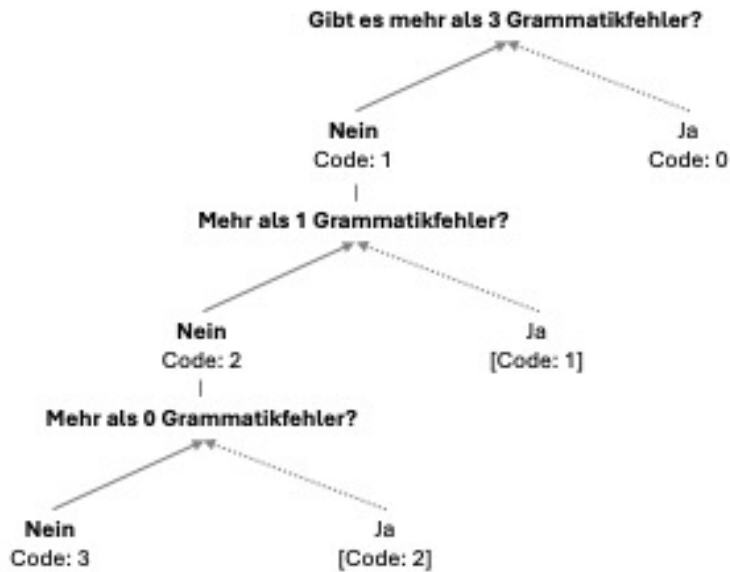 Gibt es mehr als 3 Grammatikfehler?
Nein
Code: 1
Ja
Code: 0
Mehr als 1 Grammatikfehler?
Nein
Code: 2
Ja
[Code: 1]
Mehr als 0 Grammatikfehler?
Nein
Code: 3
Ja
[Code: 2]